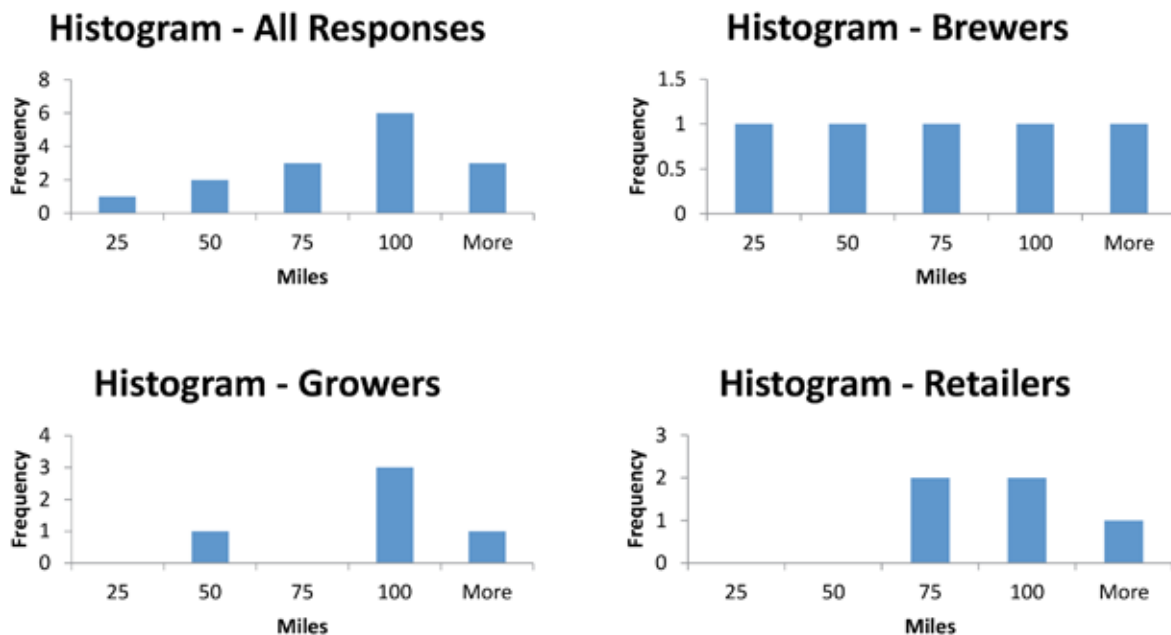 Histogram - All Responses
8
6
4
2
0
Frequency
25 50 75 100 More
Miles
Histogram - Brewers
1.5
1
0.5
0
Frequency
25 50 75 100 More
Miles
Histogram - Growers
4
3
2
1
0
Frequency
25 50 75 100 More
Miles
Histogram - Retailers
3
2
1
0
Frequency
25 50 75 100 More
Miles